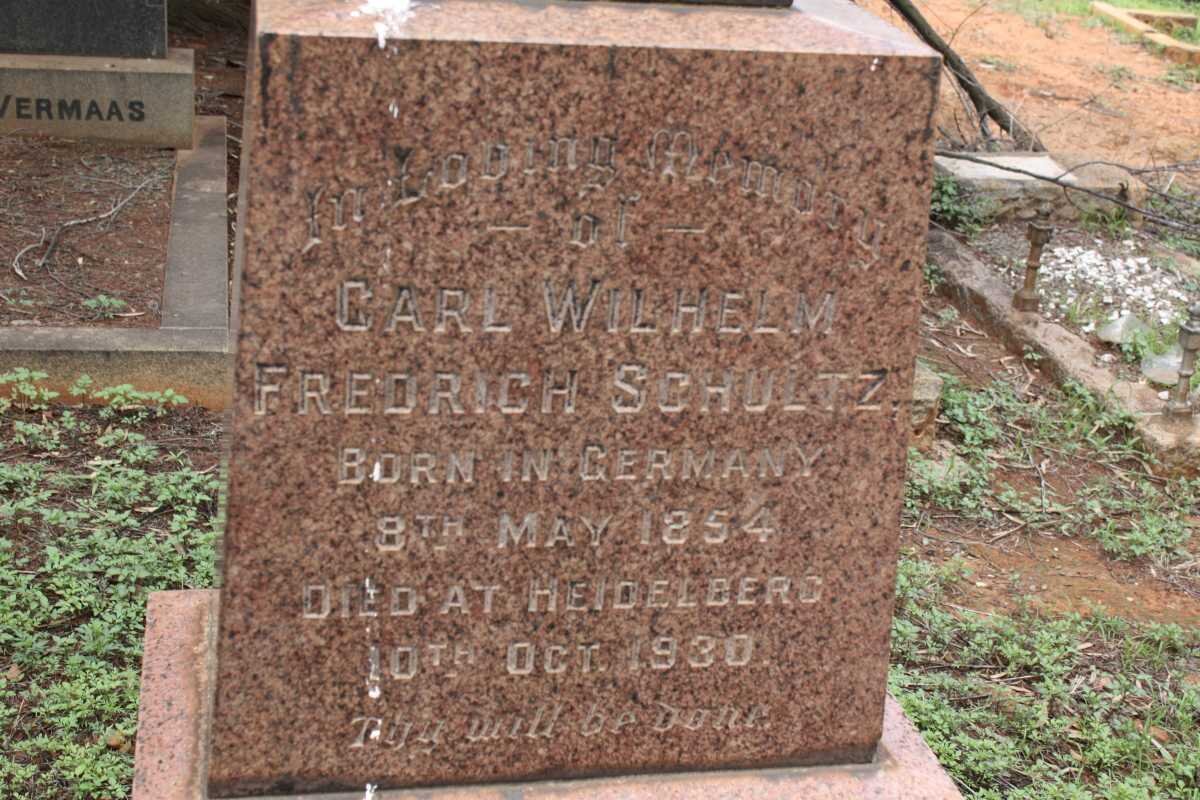 VERMAAS
In Loving Memory
— of —
CARL WILHELM
FREDRICH SCHULTZ,
BORN IN GERMANY
8TH MAY 1854
DIED AT HEIDELBERG
10TH OCT. 1930.
Thy will be done.